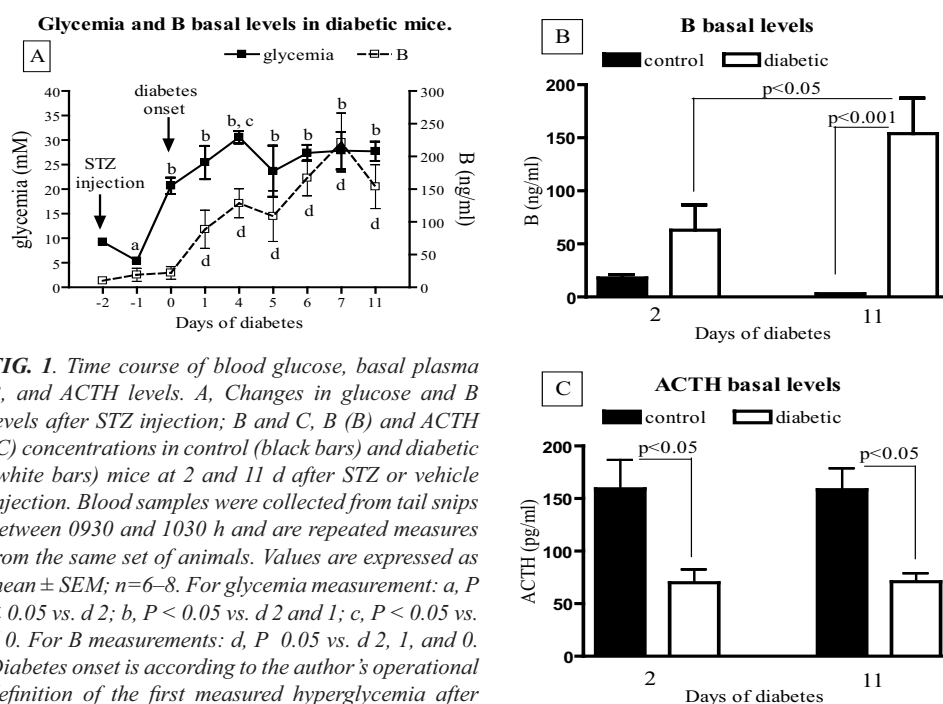 Glycemia and B basal levels in diabetic mice.
A
glycemia B
diabetes
onset
STZ
injection
a
b
b
b, c
b
b
b
b
d
d
d
d
d
d
40
35
30
25
20
15
10
5
0
300
250
200
150
100
50
0
glycemia (mM)
B (ng/ml)
-2 -1 0 1 4 5 6 7 11
Days of diabetes
B
B basal levels
control diabetic
p<0.05
p<0.001
200
150
100
50
0
B (ng/ml)
2 11
Days of diabetes
FIG. 1. Time course of blood glucose, basal plasma
and ACTH levels. A, Changes in glucose and B
levels after STZ injection; B and C, B (B) and ACTH
(C) concentrations in control (black bars) and diabetic
(white bars) mice at 2 and 11 d after STZ or vehicle
injection. Blood samples were collected from tail snips
between 0930 and 1030 h and are repeated measures
from the same set of animals. Values are expressed as
mean ± SEM; n=6–8. For glycemia measurement: a, P
0.05 vs. d 2; b, P < 0.05 vs. d 2 and 1; c, P < 0.05 vs.
0. For B measurements: d, P 0.05 vs. d 2, 1, and 0.
Diabetes onset is according to the author's operational
definition of the first measured hyperglycemia after
C
ACTH basal levels
control diabetic
p<0.05
p<0.05
200
150
100
50
0
ACTH (pg/ml)
2 11
Days of diabetes